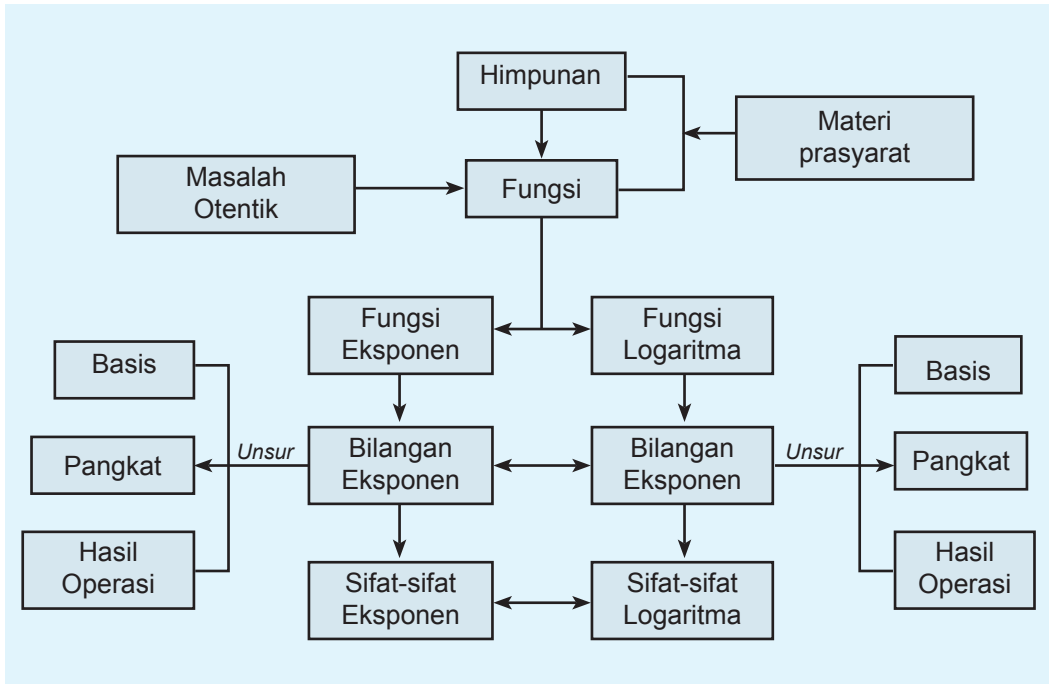 Himpunan
Materi
prasyarat
Masalah
Otentik
Fungsi
Fungsi
Eksponen
Fungsi
Logaritma
Basis
Basis
Pangkat
Unsur
Bilangan
Eksponen
Bilangan
Eksponen
Unsur
Pangkat
Hasil
Operasi
Sifat-sifat
Eksponen
Sifat-sifat
Logaritma
Hasil
Operasi